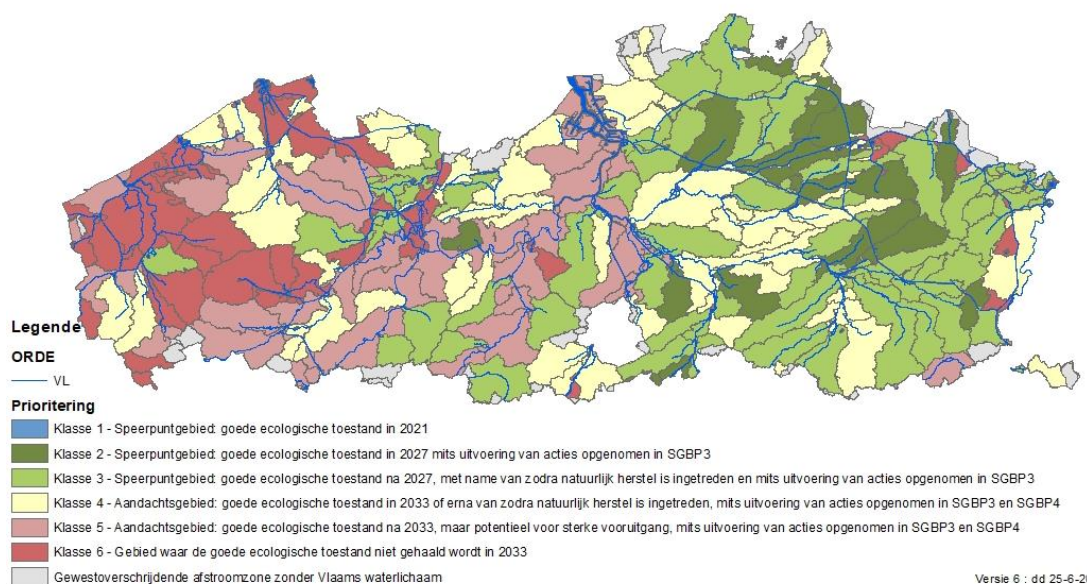 Legende
ORDE
VL
Prioritering
Klasse 1 - Speerpuntgebied: goede ecologische toestand in 2021
Klasse 2 - Speerpuntgebied: goede ecologische toestand in 2027 mits uitvoering van acties opgenomen in SGBP3
Klasse 3 - Speerpuntgebied: goede ecologische toestand na 2027, met name van zodra natuurlijk herstel is ingetreden en mits uitvoering van acties opgenomen in SGBP3
Klasse 4 - Aandachtsgebied: goede ecologische toestand in 2033 of erna van zodra natuurlijk herstel is ingetreden, mits uitvoering van acties opgenomen in SGBP3 en SGBP4
Klasse 5 - Aandachtsgebied: goede ecologische toestand na 2033, maar potentieel voor sterke vooruitgang, mits uitvoering van acties opgenomen in SGBP3 en SGBP4
Klasse 6 - Gebied waar de goede ecologische toestand niet gehaald wordt in 2033
Gewestoverschrijdende afstroomzone zonder Vlaams waterlichaam
Versie 6 : dd 25-6-2